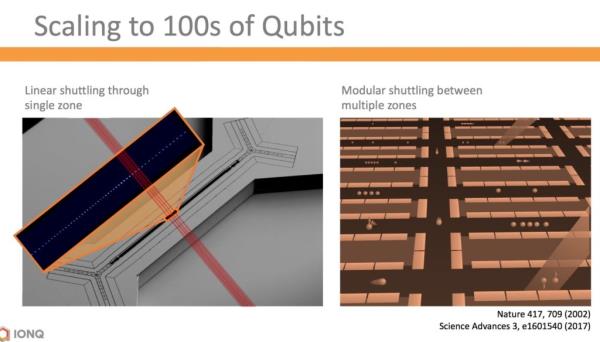 Scaling to 100s of Qubits
Linear shuttling through
single zone
Modular shuttling between
multiple zones
Nature 417, 709 (2002)
Science Advances 3, e1601540 (2017)
IONQ